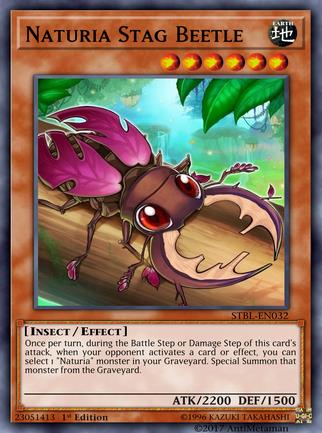 Naturia Stag Beetle
EARTH
地
STBL-EN032
[Insect / Effect]
Once per turn, during the Battle Step or Damage Step of this card's
attack, when your opponent activates a card or effect, you can
select 1 "Naturia" monster in your Graveyard. Special Summon that
monster from the Graveyard.
ATK/2200 DEF/1500
23051413 1st Edition ©1996 KAZUKI TAKAHASHI
©2017 AntiMetaman